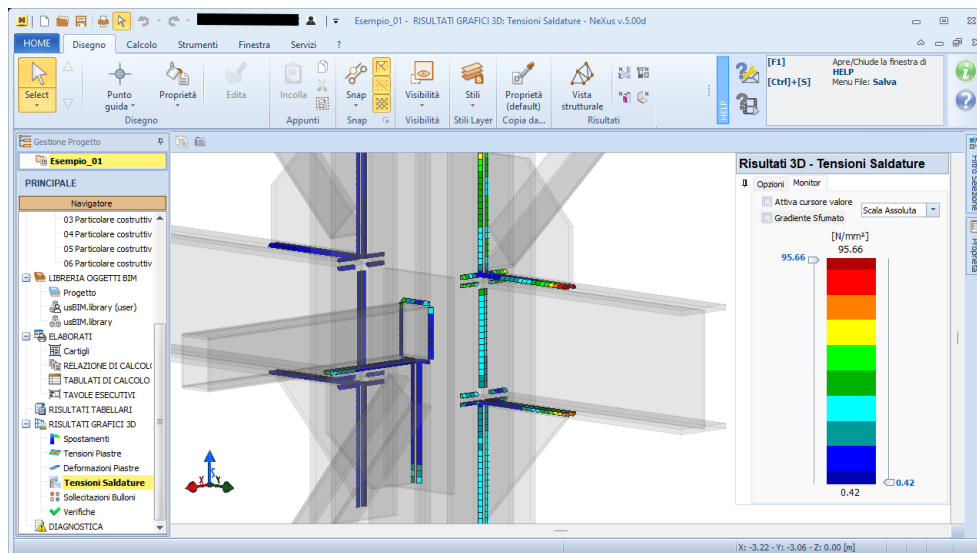 Esempio_01 - RISULTATI GRAFICI 3D: Tensioni Saldature - NeXus v.5.00d
HOME Disegno Calcolo Strumenti Finestra Servizi ?
Select
Punto guida
Proprietà
Edita
Disegno
Incolla
Appunti
Snap
Snap
Visibilità
Visibilità
Stili
Stili Layer
Proprietà (default)
Copia da...
Vista strutturale
Risultati
HELP
[F1] Apre/Chiude la finestra di
HELP
[Ctrl]+[S] Menu File: Salva
Gestione Progetto
Esempio_01
PRINCIPALE
Navigatore
03 Particolare costruttiv
04 Particolare costruttiv
05 Particolare costruttiv
06 Particolare costruttiv
LIBRERIA OGGETTI BIM
Progetto
usBIM.library (user)
usBIM.library
ELABORATI
Cartigli
RELAZIONE DI CALCOLO
TABULATI DI CALCOLO
TAVOLE ESECUTIVI
RISULTATI TABELLARI
RISULTATI GRAFICI 3D
Spostamenti
Tensioni Piastre
Deformazioni Piastre
Tensioni Saldature
Sollecitazioni Bulloni
Verifiche
DIAGNOSTICA
Risultati 3D - Tensioni Saldature
Opzioni Monitor
Attiva cursore valore
Gradiente Sfumato
Scala Assoluta
[N/mm²]
95.66
95.66
0.42
0.42
Filtro Selezione
Proprietà
X: -3.22 - Y: -3.06 - Z: 0.00 [m]